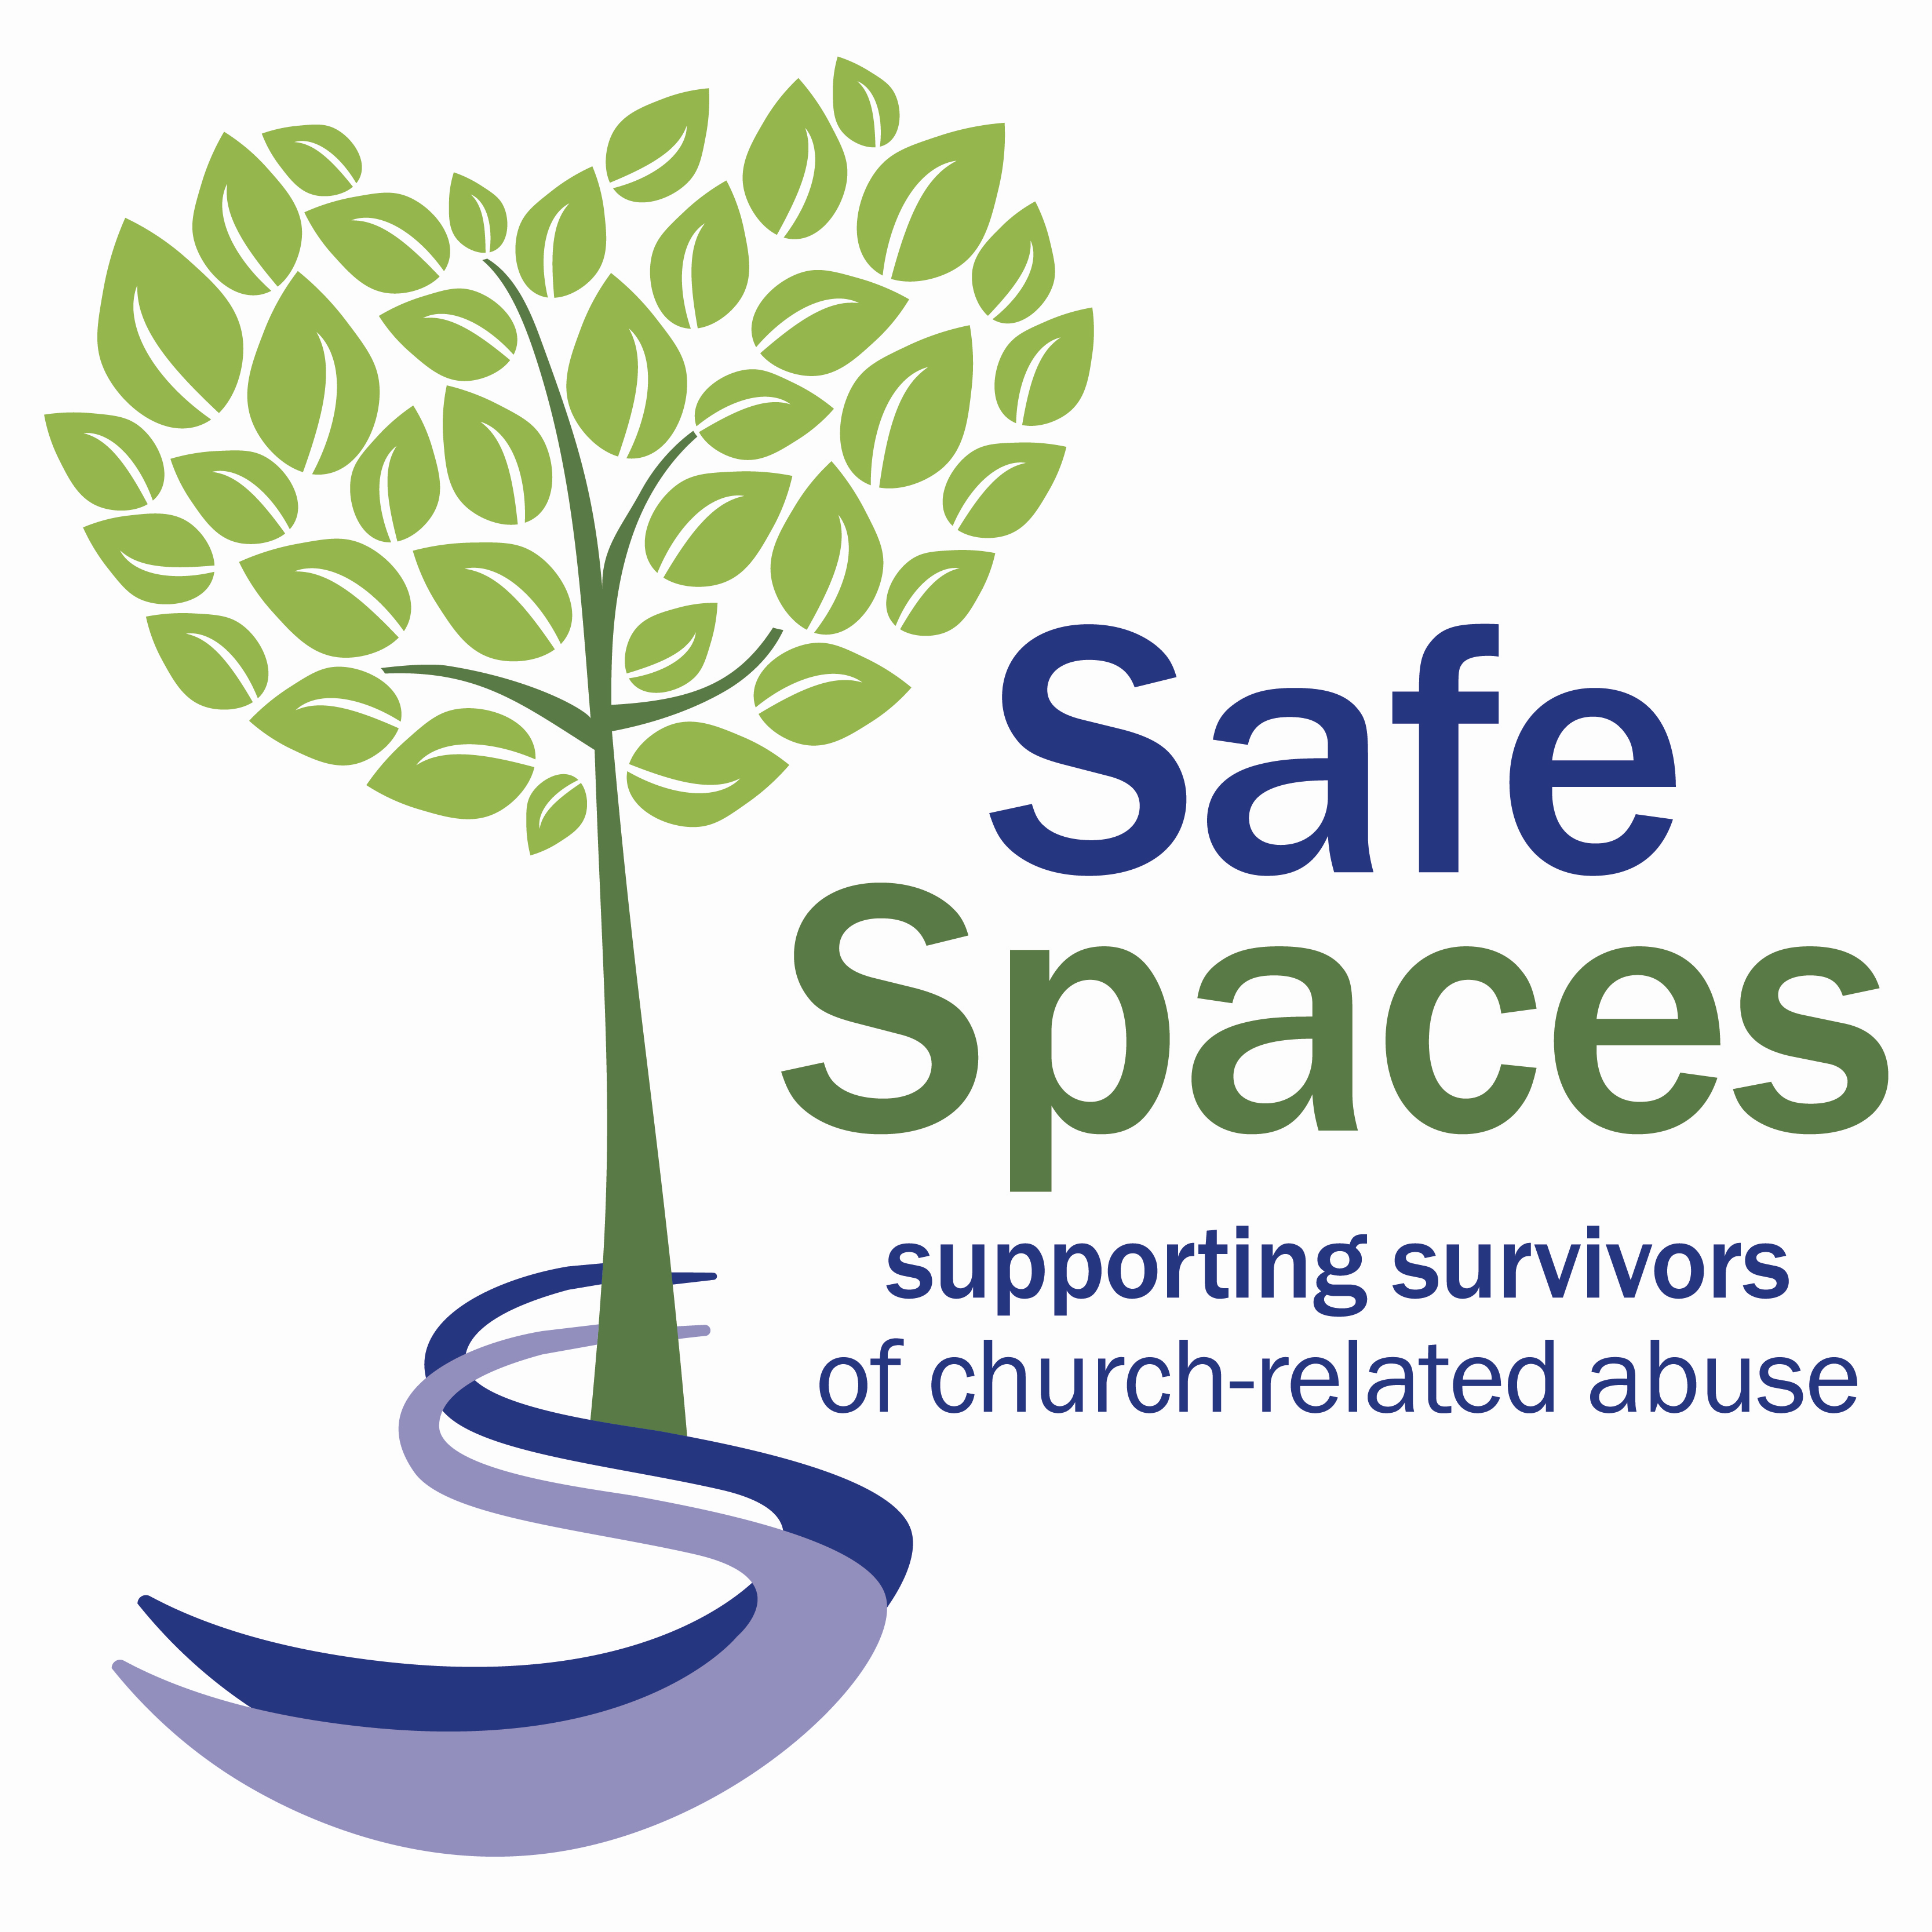 Safe
Spaces
supporting survivors
of church-related abuse